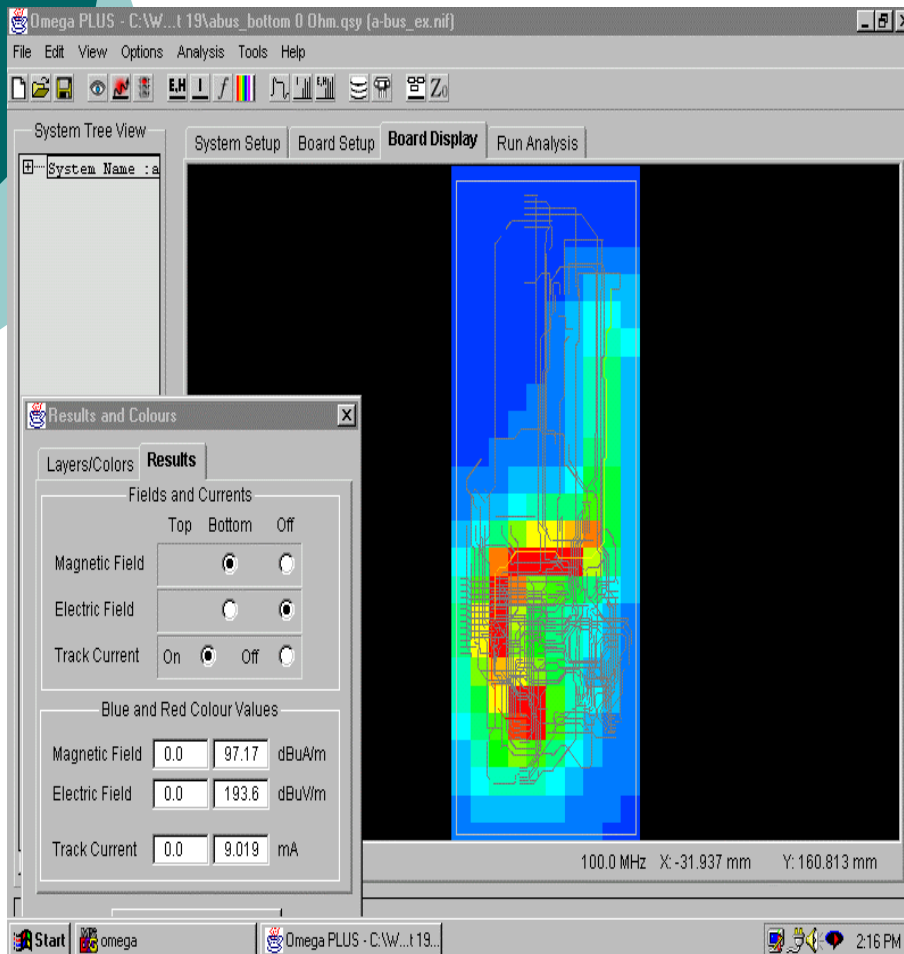 Omega PLUS - C:\W...t 19\abus_bottom 0 Ohm.qsy (a-bus_ex.nif)
File Edit View Options Analysis Tools Help
E,H I f E,H Z0
System Tree View
System Setup Board Setup Board Display Run Analysis
System Name :a
Results and Colours
Layers/Colors Results
Fields and Currents
Top Bottom Off
Magnetic Field
Electric Field
Track Current On Off
Blue and Red Colour Values
Magnetic Field 0.0 97.17 dBuA/m
Electric Field 0.0 193.6 dBuV/m
Track Current 0.0 9.019 mA
100.0 MHz X: -31.937 mm Y: 160.813 mm
Start omega Omega PLUS - C:\W...t 19... 2:16 PM